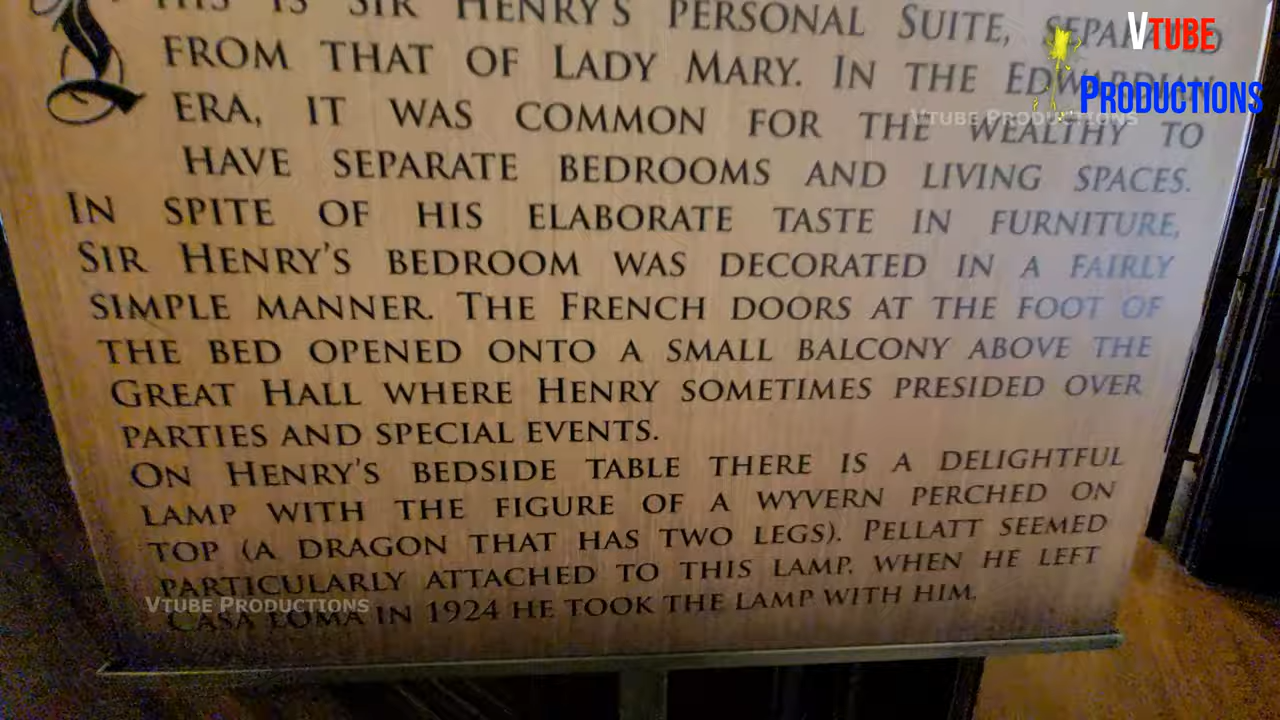 THIS IS SIR HENRY'S PERSONAL SUITE, SEPARATED
FROM THAT OF LADY MARY. IN THE EDWARDIAN
ERA, IT WAS COMMON FOR THE WEALTHY TO
HAVE SEPARATE BEDROOMS AND LIVING SPACES.
IN SPITE OF HIS ELABORATE TASTE IN FURNITURE,
SIR HENRY'S BEDROOM WAS DECORATED IN A FAIRLY
SIMPLE MANNER. THE FRENCH DOORS AT THE FOOT OF
THE BED OPENED ONTO A SMALL BALCONY ABOVE THE
GREAT HALL WHERE HENRY SOMETIMES PRESIDED OVER
PARTIES AND SPECIAL EVENTS.
ON HENRY'S BEDSIDE TABLE THERE IS A DELIGHTFUL
LAMP WITH THE FIGURE OF A WYVERN PERCHED ON
TOP (A DRAGON THAT HAS TWO LEGS). PELLATT SEEMED
PARTICULARLY ATTACHED TO THIS LAMP. WHEN HE LEFT
CASA LOMA IN 1924 HE TOOK THE LAMP WITH HIM.
VTUBE
PRODUCTIONS
VTUBE PRODUCTIONS
VTUBE PRODUCTIONS